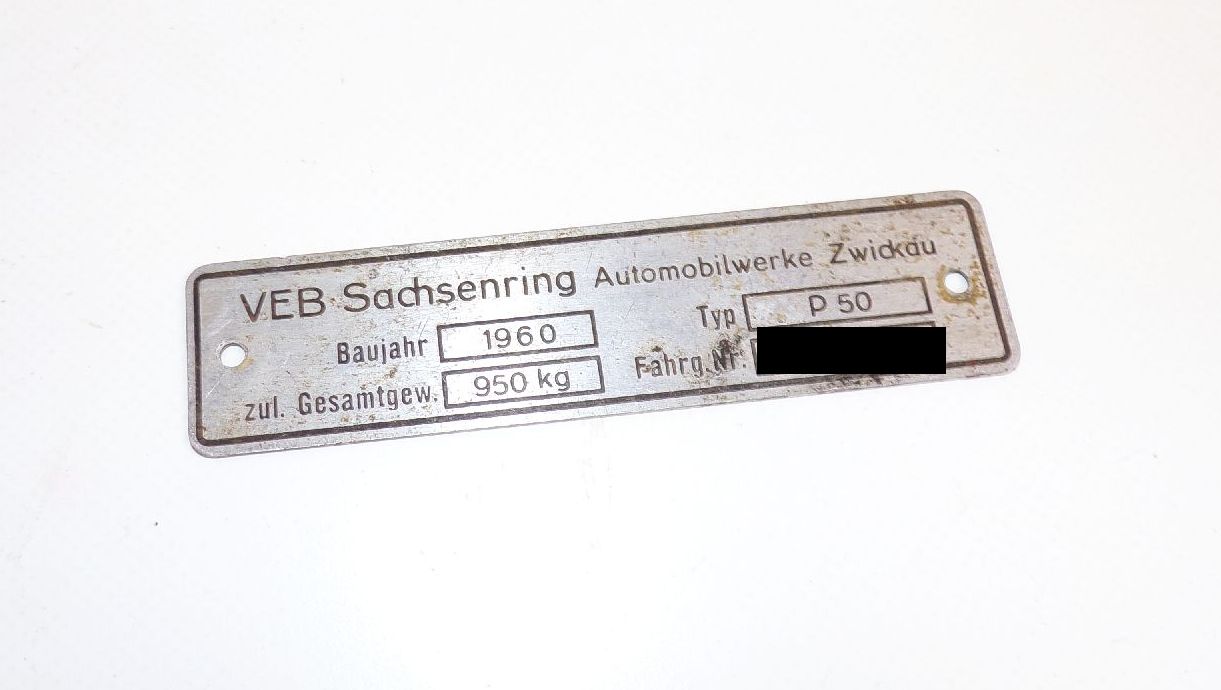 VEB Sachsenring Automobilwerke Zwickau
Baujahr 1960 Typ P 50
zul. Gesamtgew. 950 kg Fahrg. Nr.